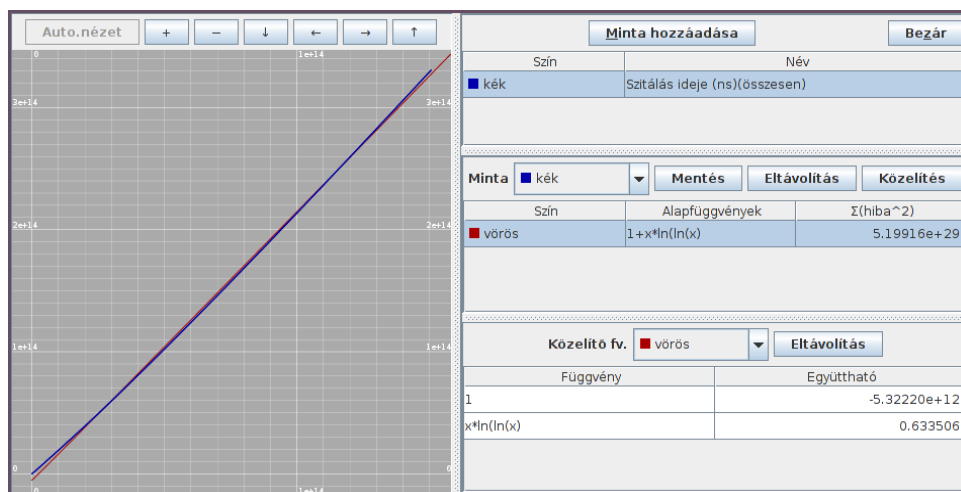 Auto.nézet + − ↓ ← → ↑
0 1e+14
3e+14 3e+14
2e+14 2e+14
1e+14 1e+14
0 0
0 1e+14
Minta hozzáadása Bezár
Szín Név
kék Szitálás ideje (ns)(összesen)
Minta kék Mentés Eltávolítás Közelítés
Szín Alapfüggvények Σ(hiba^2)
vörös 1+x*ln(ln(x) 5.19916e+29
Közelítő fv. vörös Eltávolítás
Függvény Együttható
1 -5.32220e+12
x*ln(ln(x) 0.633506